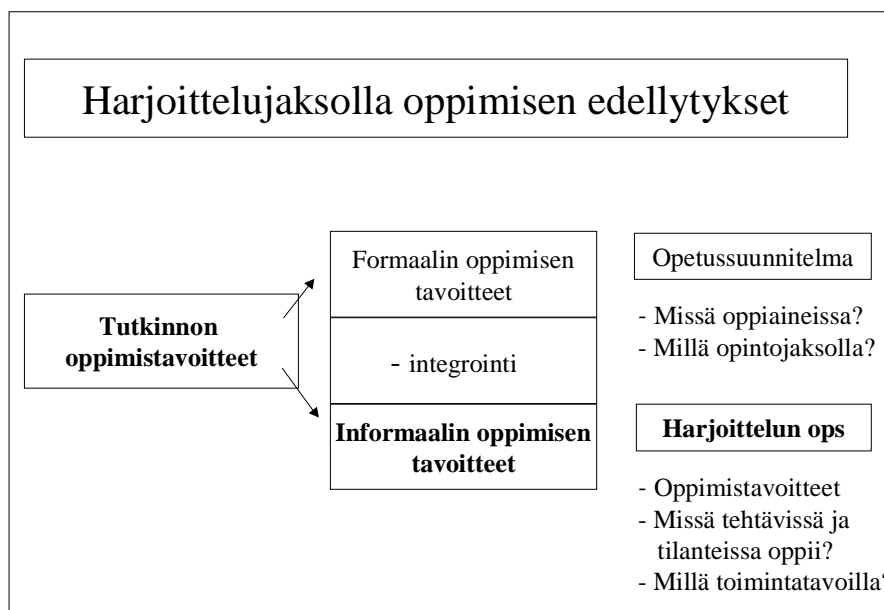 Harjoittelujaksolla oppimisen edellytykset
Tutkinnon
oppimistavoitteet
Formaalin oppimisen
tavoitteet
- integrointi
Informaalin oppimisen
tavoitteet
Opetussuunnitelma
- Missä oppiaineissa?
- Millä opintojaksolla?
Harjoittelun ops
- Oppimistavoitteet
- Missä tehtävissä ja
tilanteissa oppii?
- Millä toimintatavoilla?